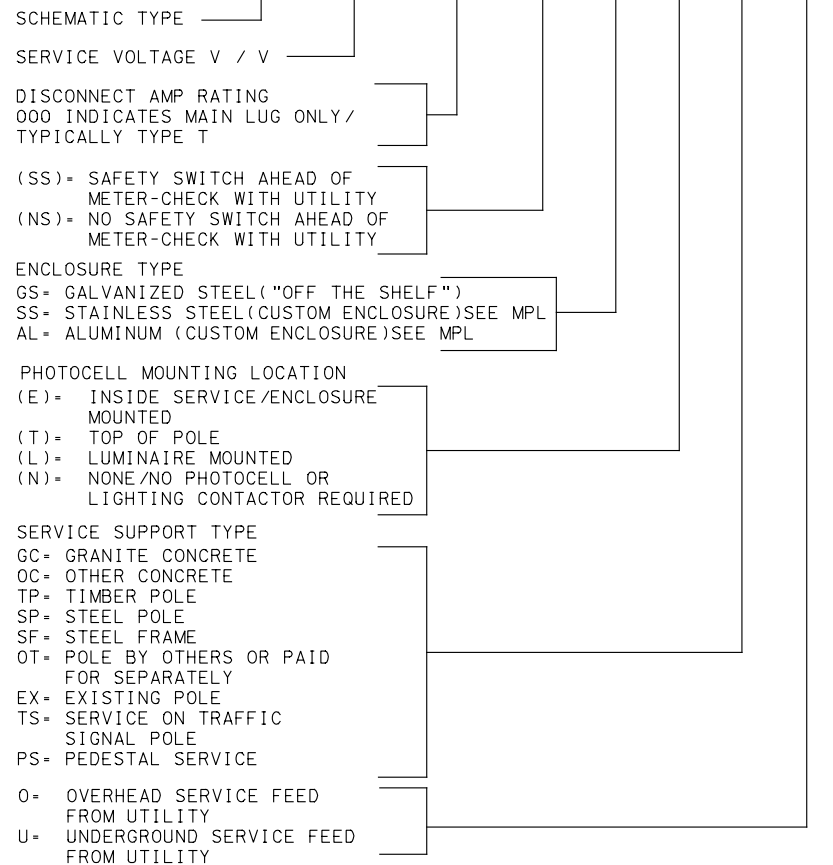 SCHEMATIC TYPE
SERVICE VOLTAGE V / V
DISCONNECT AMP RATING
000 INDICATES MAIN LUG ONLY/
TYPICALLY TYPE T
(SS)= SAFETY SWITCH AHEAD OF
METER-CHECK WITH UTILITY
(NS)= NO SAFETY SWITCH AHEAD OF
METER-CHECK WITH UTILITY
ENCLOSURE TYPE
GS= GALVANIZED STEEL("OFF THE SHELF")
SS= STAINLESS STEEL(CUSTOM ENCLOSURE)SEE MPL
AL= ALUMINUM (CUSTOM ENCLOSURE)SEE MPL
PHOTOCELL MOUNTING LOCATION
(E)= INSIDE SERVICE/ENCLOSURE
MOUNTED
(T)= TOP OF POLE
(L)= LUMINAIRE MOUNTED
(N)= NONE/NO PHOTOCELL OR
LIGHTING CONTACTOR REQUIRED
SERVICE SUPPORT TYPE
GC= GRANITE CONCRETE
OC= OTHER CONCRETE
TP= TIMBER POLE
SP= STEEL POLE
SF= STEEL FRAME
OT= POLE BY OTHERS OR PAID
FOR SEPARATELY
EX= EXISTING POLE
TS= SERVICE ON TRAFFIC
SIGNAL POLE
PS= PEDESTAL SERVICE
O= OVERHEAD SERVICE FEED
FROM UTILITY
U= UNDERGROUND SERVICE FEED
FROM UTILITY